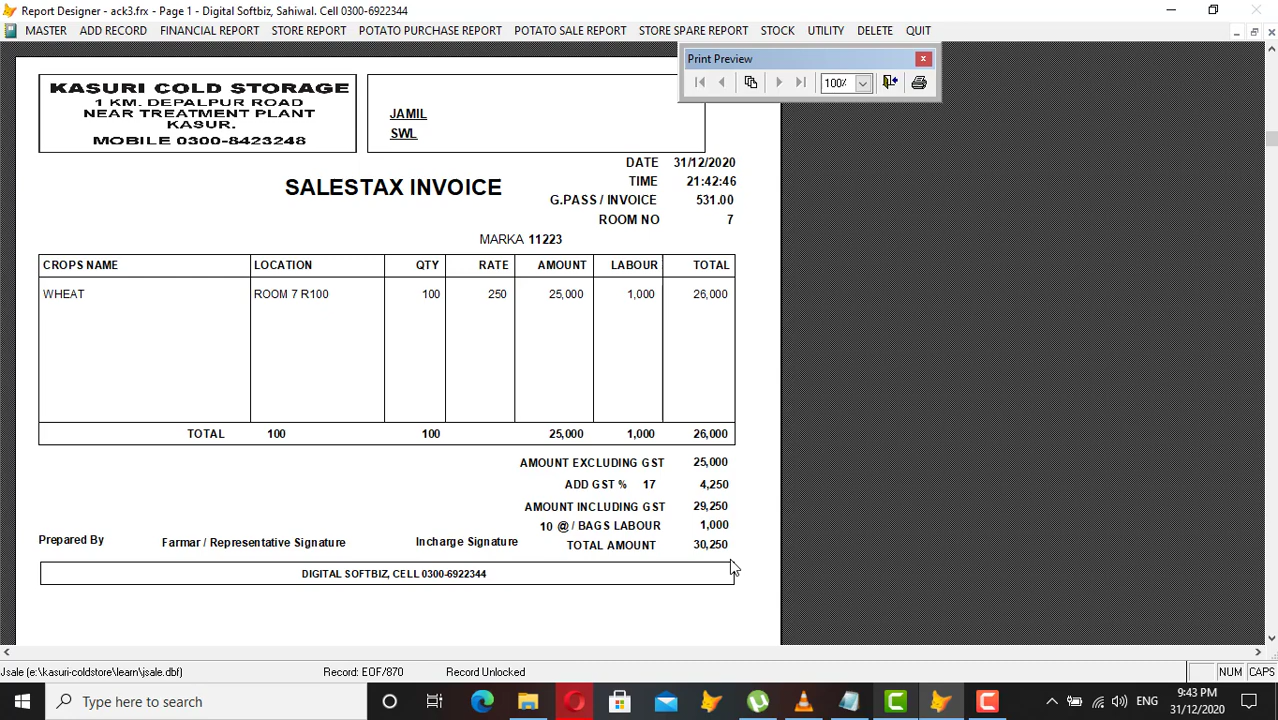 Report Designer - ack3.frx - Page 1 - Digital Softbiz, Sahiwal. Cell 0300-6922344
MASTER ADD RECORD FINANCIAL REPORT STORE REPORT POTATO PURCHASE REPORT POTATO SALE REPORT STORE SPARE REPORT STOCK UTILITY DELETE QUIT
Print Preview
100%
KASURI COLD STORAGE
1 KM. DEPALPUR ROAD
NEAR TREATMENT PLANT
KASUR.
MOBILE 0300-8423248
JAMIL
SWL
DATE 31/12/2020
TIME 21:42:46
SALESTAX INVOICE
G.PASS / INVOICE 531.00
ROOM NO 7
MARKA 11223
CROPS NAME LOCATION QTY RATE AMOUNT LABOUR TOTAL
WHEAT ROOM 7 R100 100 250 25,000 1,000 26,000
TOTAL 100 100 25,000 1,000 26,000
AMOUNT EXCLUDING GST 25,000
ADD GST % 17 4,250
AMOUNT INCLUDING GST 29,250
10 @ / BAGS LABOUR 1,000
Prepared By Farmar / Representative Signature Incharge Signature TOTAL AMOUNT 30,250
DIGITAL SOFTBIZ, CELL 0300-6922344
Jsale (e:\kasuri-coldstore\learn\jsale.dbf) Record: EOF/870 Record Unlocked NUM CAPS
Type here to search ENG 9:43 PM
31/12/2020